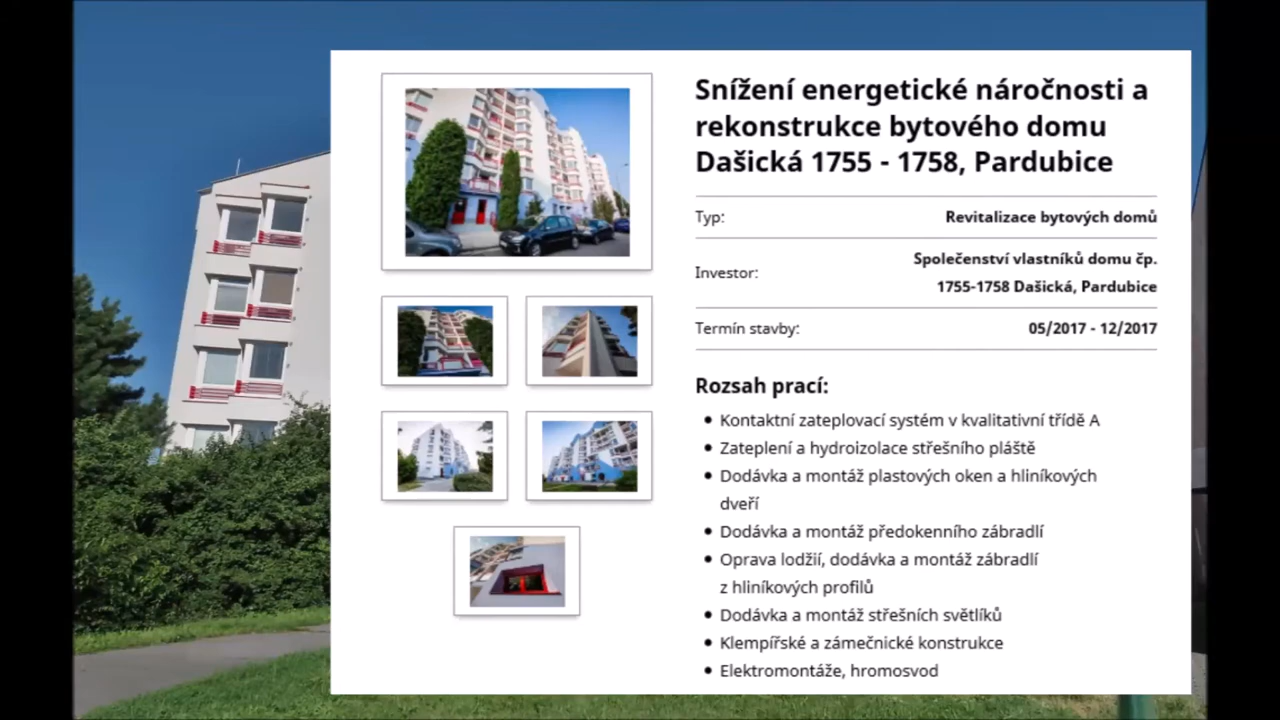 Snížení energetické náročnosti a
rekonstrukce bytového domu
Dašická 1755 - 1758, Pardubice
Typ: Revitalizace bytových domů
Investor: Společenství vlastníků domu čp.
1755-1758 Dašická, Pardubice
Termín stavby: 05/2017 - 12/2017
Rozsah prací:
• Kontaktní zateplovací systém v kvalitativní třídě A
• Zateplení a hydroizolace střešního pláště
• Dodávka a montáž plastových oken a hliníkových
dveří
• Dodávka a montáž předokenního zábradlí
• Oprava lodžií, dodávka a montáž zábradlí
z hliníkových profilů
• Dodávka a montáž střešních světlíků
• Klempířské a zámečnické konstrukce
• Elektromontáže, hromosvod